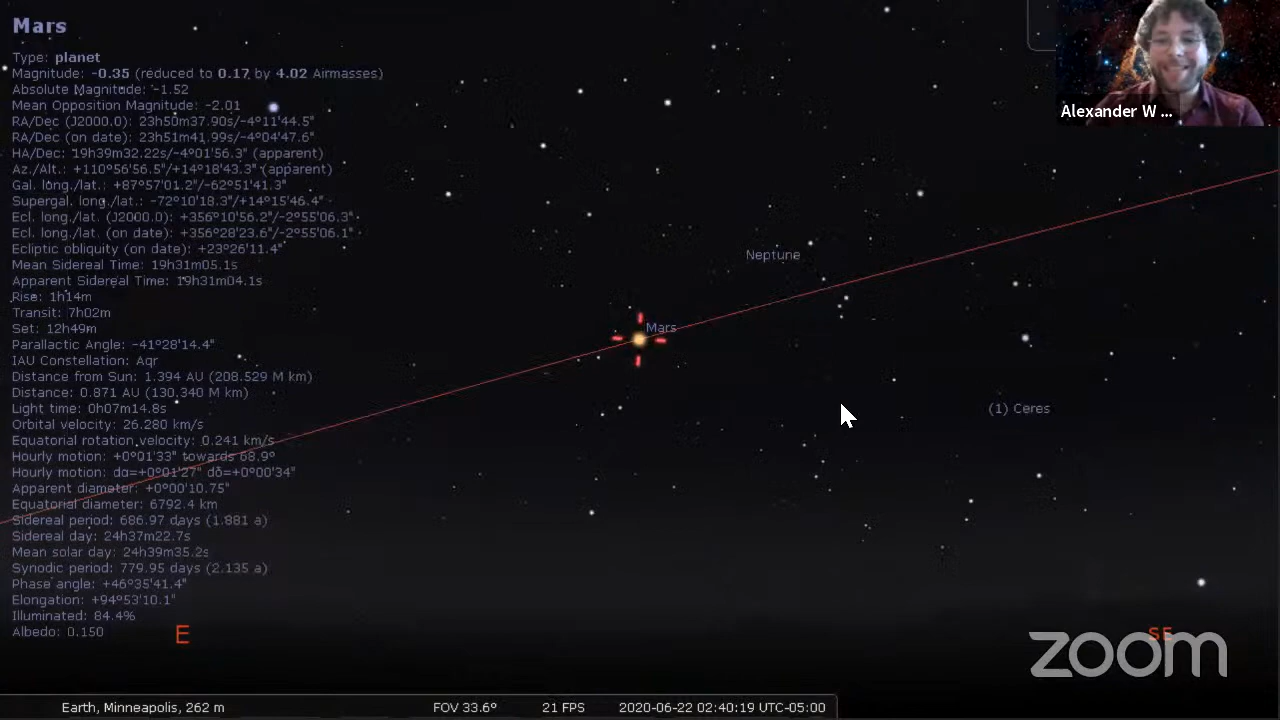 Mars
Type: planet
Magnitude: -0.35 (reduced to 0.17 by 4.02 Airmasses)
Absolute Magnitude: -1.52
Mean Opposition Magnitude: -2.01
RA/Dec (J2000.0): 23h50m37.90s/-4°11'44.5"
RA/Dec (on date): 23h51m41.99s/-4°04'47.6"
HA/Dec: 19h39m32.22s/-4°01'56.3" (apparent)
Az./Alt.: +110°56'56.5"/+14°18'43.3" (apparent)
Gal. long./lat.: +87°57'01.2"/-62°51'41.3"
Supergal. long./lat.: -72°10'18.3"/+14°15'46.4"
Ecl. long./lat. (J2000.0): +356°10'56.2"/-2°55'06.3"
Ecl. long./lat. (on date): +356°28'23.6"/-2°55'06.1"
Ecliptic obliquity (on date): +23°26'11.4"
Mean Sidereal Time: 19h31m05.1s
Apparent Sidereal Time: 19h31m04.1s
Rise: 1h14m
Transit: 7h02m
Set: 12h49m
Parallactic Angle: -41°28'14.4"
IAU Constellation: Aqr
Distance from Sun: 1.394 AU (208.529 M km)
Distance: 0.871 AU (130.340 M km)
Light time: 0h07m14.8s
Orbital velocity: 26.280 km/s
Equatorial rotation velocity: 0.241 km/s
Hourly motion: +0°01'33" towards 68.9°
Hourly motion: dα=+0°01'27" dδ=+0°00'34"
Apparent diameter: +0°00'10.75"
Equatorial diameter: 6792.4 km
Sidereal period: 686.97 days (1.881 a)
Sidereal day: 24h37m22.7s
Mean solar day: 24h39m35.2s
Synodic period: 779.95 days (2.135 a)
Phase angle: +46°35'41.4"
Elongation: +94°53'10.1"
Illuminated: 84.4%
Albedo: 0.150
Alexander W ...
Neptune
Mars
(1) Ceres
E
SE
zoom
Earth, Minneapolis, 262 m
FOV 33.6°
21 FPS
2020-06-22 02:40:19 UTC-05:00